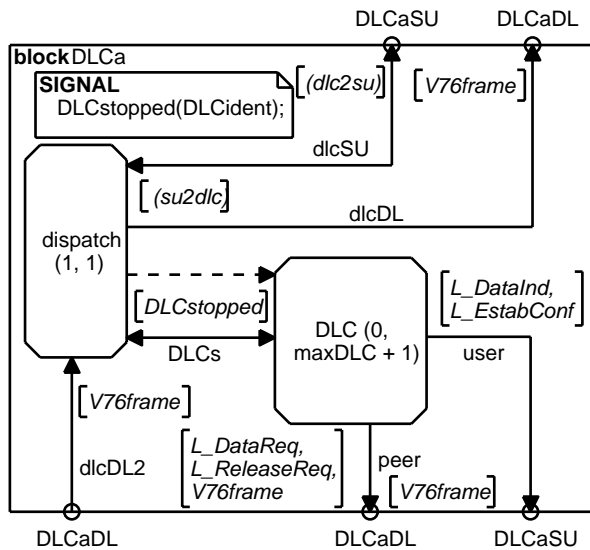 DLCaSU DLCaDL
block DLCa
SIGNAL
DLCstopped(DLCident);
(dlc2su)
V76frame
dlcSU
(su2dlc)
dlcDL
dispatch
(1, 1)
DLCstopped
DLCs
DLC (0,
maxDLC + 1)
L_DataInd,
L_EstabConf
user
V76frame
dlcDL2
L_DataReq,
L_ReleaseReq,
V76frame
peer
V76frame
DLCaDL DLCaDL DLCaSU